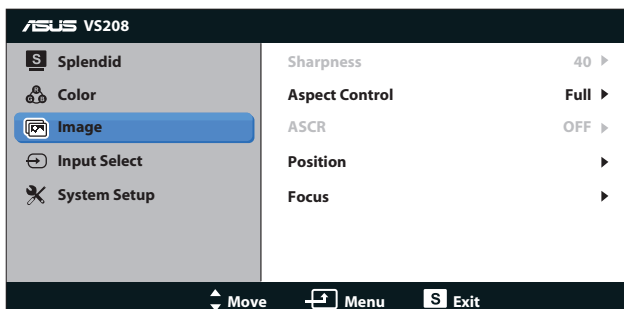 ASUS VS208
S Splendid
Color
Image
Input Select
System Setup
Sharpness 40
Aspect Control Full
ASCR OFF
Position
Focus
Move Menu S Exit